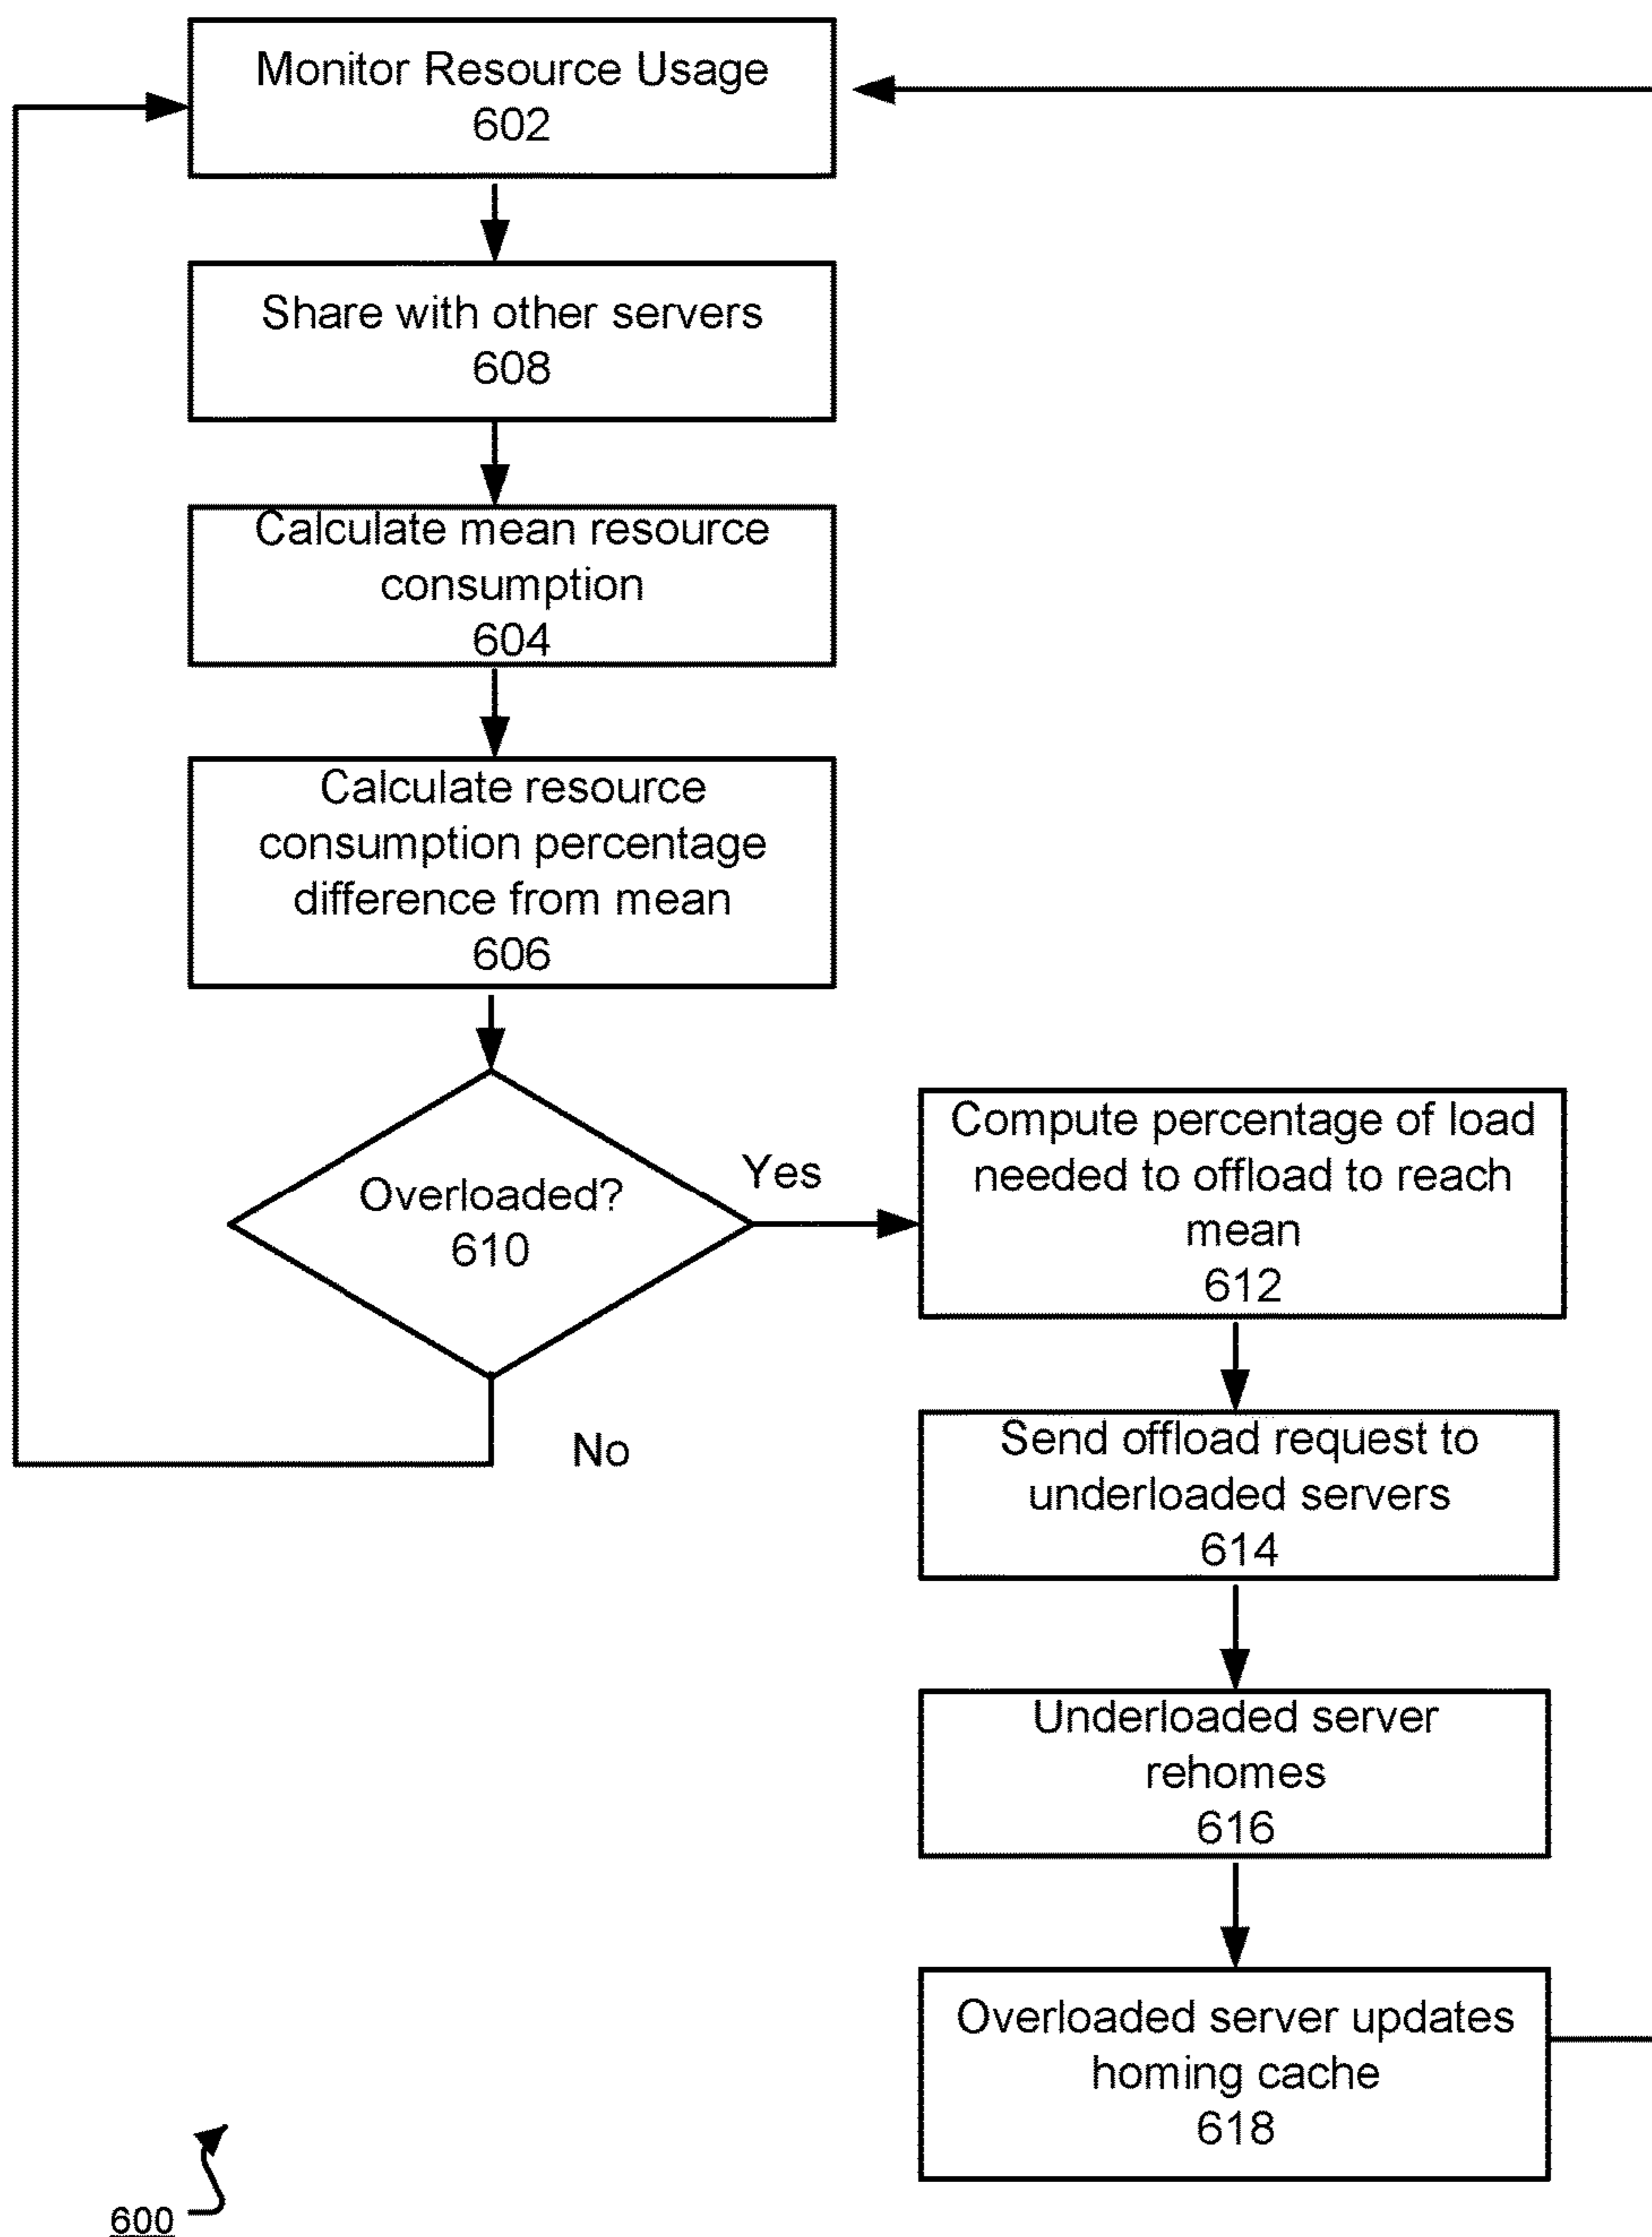 Monitor Resource Usage
602
Share with other servers
608
Calculate mean resource
consumption
604
Calculate resource
consumption percentage
difference from mean
606
Overloaded?
610
Yes
No
Compute percentage of load
needed to offload to reach
mean
612
Send offload request to
underloaded servers
614
Underloaded server
rehomes
616
Overloaded server updates
homing cache
618
600